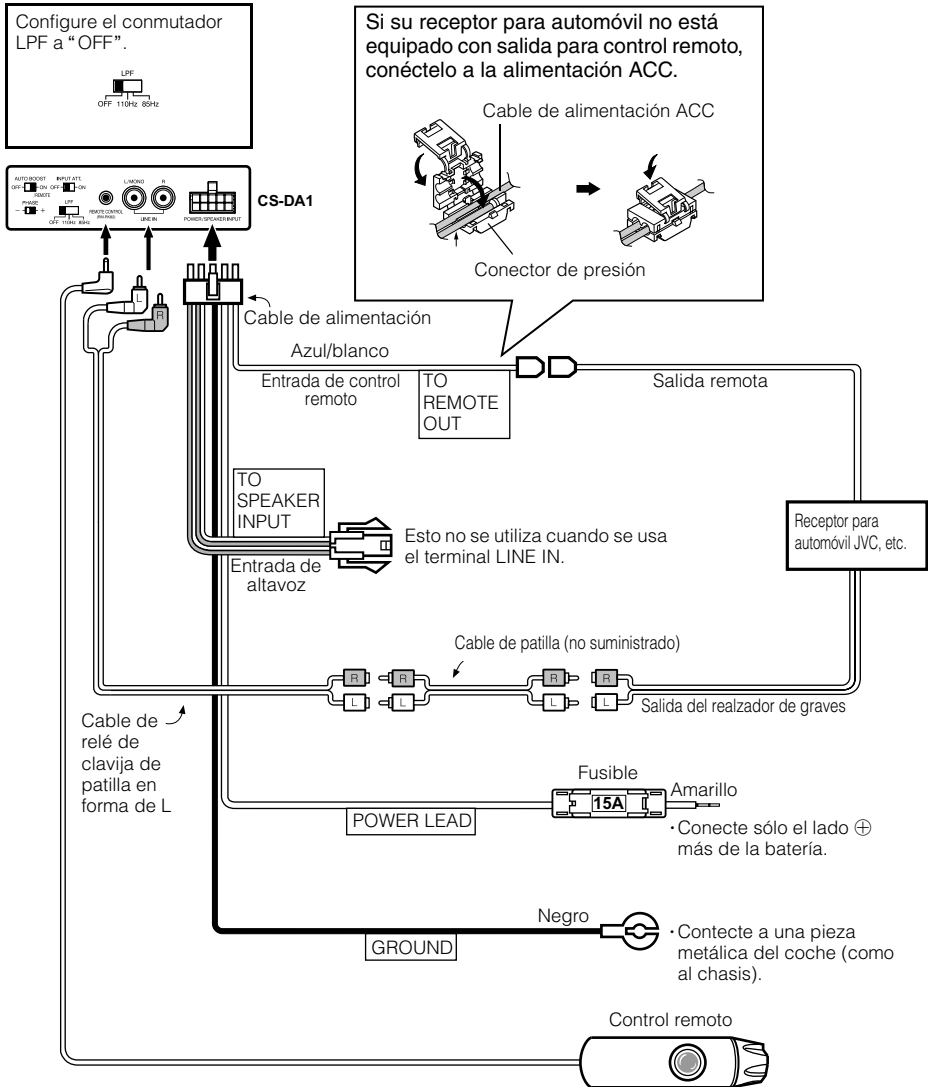 Configure el conmutador
LPF a “OFF”.
LPF
OFF 110Hz 85Hz
Si su receptor para automóvil no está
equipado con salida para control remoto,
conéctelo a la alimentación ACC.
Cable de alimentación ACC
Conector de presión
AUTO BOOST INPUT ATT.
OFF ON OFF ON
REMOTE
PHASE LPF
- +
OFF 110Hz 85Hz
REMOTE CONTROL
L/MONO R
LINE IN
POWER/SPEAKER INPUT
CS-DA1
L
R
Cable de alimentación
Azul/blanco
Entrada de control
remoto
TO
REMOTE
OUT
Salida remota
TO
SPEAKER
INPUT
Entrada de
altavoz
Esto no se utiliza cuando se usa
el terminal LINE IN.
Receptor para
automóvil JVC, etc.
Cable de patilla (no suministrado)
R R R R
L L L L
Salida del realzador de graves
Cable de
relé de
clavija de
patilla en
forma de L
Fusible
15A
Amarillo
POWER LEAD
·Conecte sólo el lado ⊕
más de la batería.
Negro
GROUND
·Contecte a una pieza
metálica del coche (como
al chasis).
Control remoto